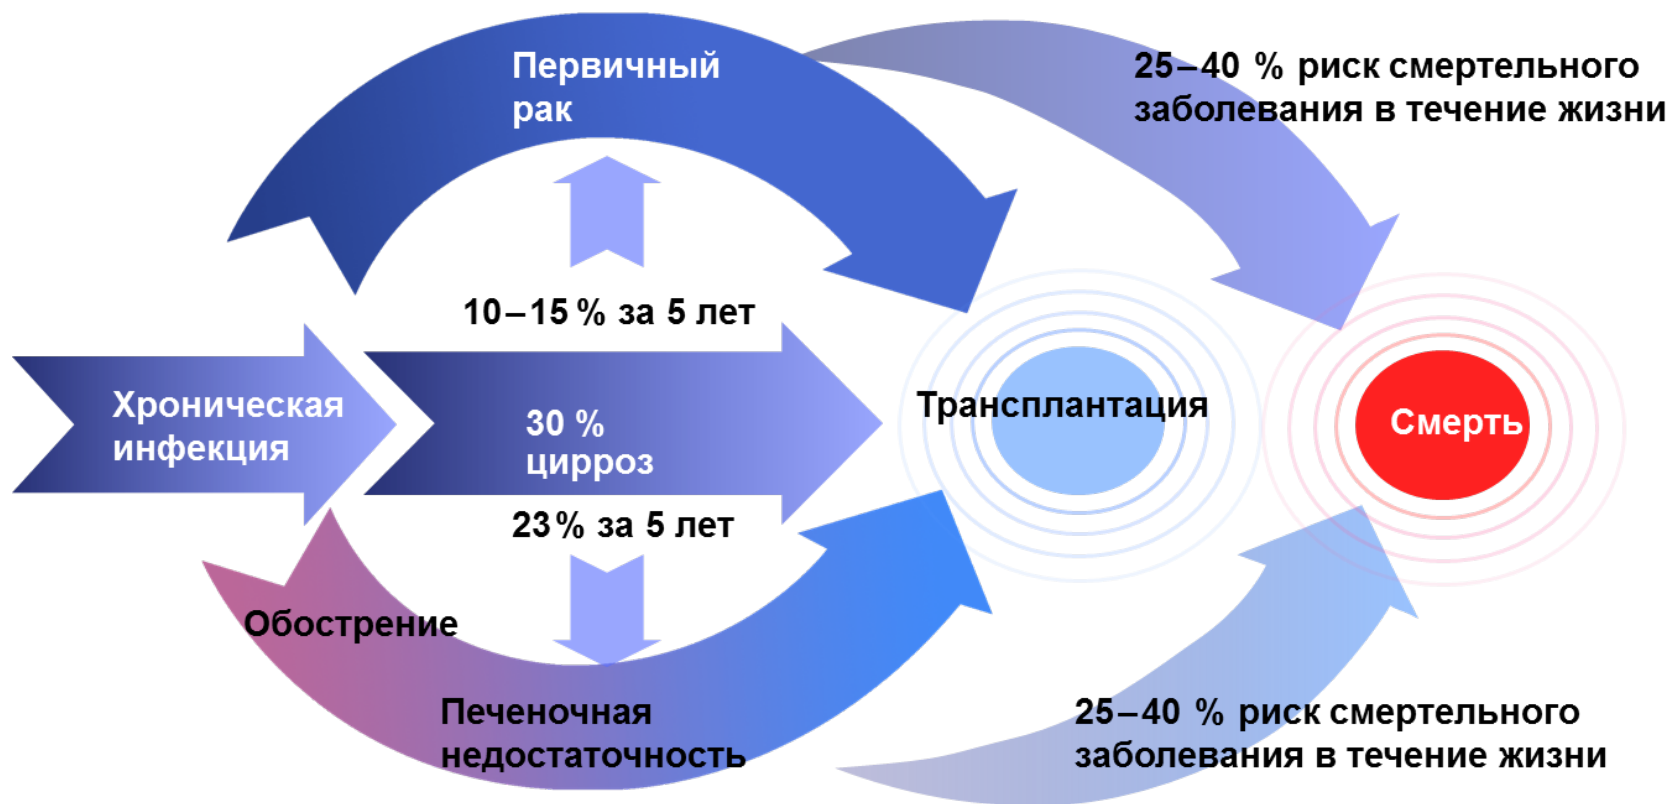 Первичный
рак
25–40 % риск смертельного
заболевания в течение жизни
10–15 % за 5 лет
Хроническая
инфекция
30 %
цирроз
Трансплантация
Смерть
23% за 5 лет
Обострение
Печеночная
недостаточность
25–40 % риск смертельного
заболевания в течение жизни